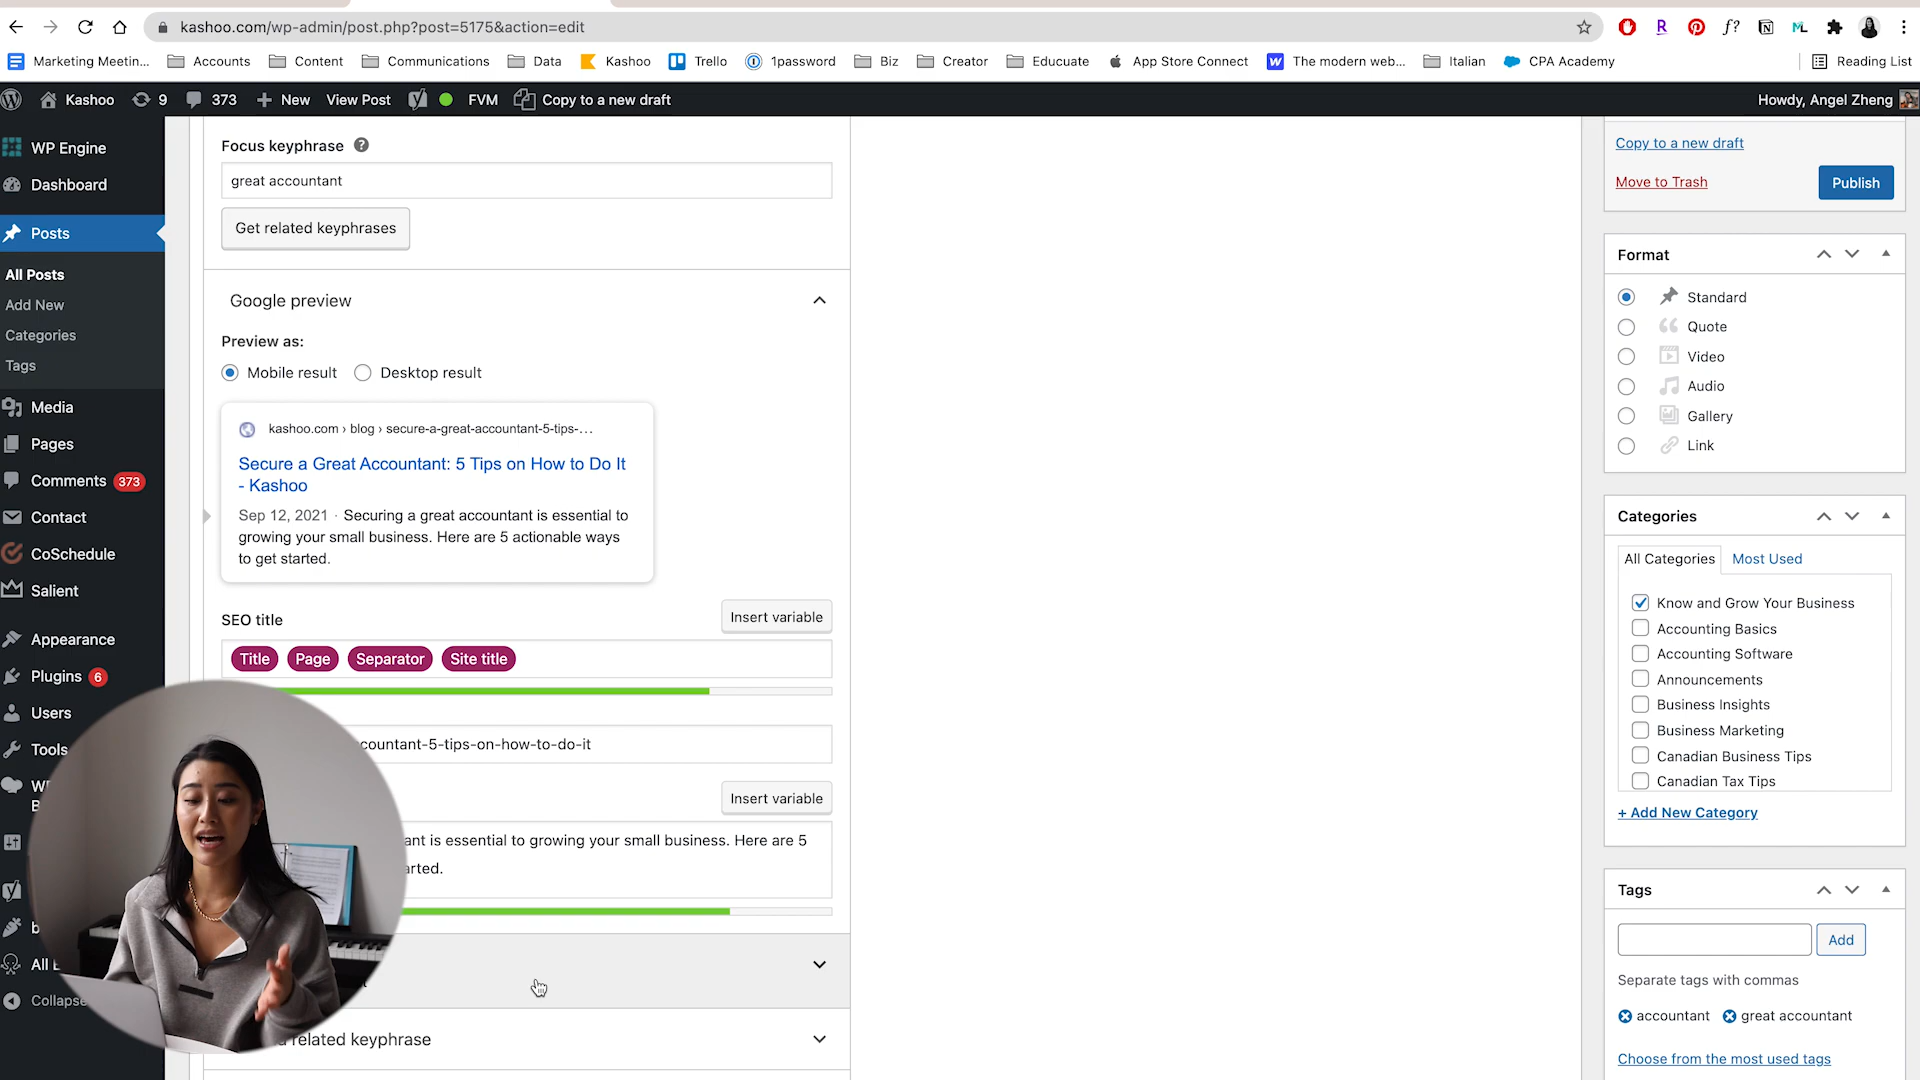 kashoo.com/wp-admin/post.php?post=5175&action=edit
Marketing Meetin... Accounts Content Communications Data Kashoo Trello 1password Biz Creator Educuate App Store Connect The modern web... Italian CPA Academy Reading List
Kashoo 9 373 New View Post FVM Copy to a new draft Howdy, Angel Zheng
WP Engine
Dashboard
Posts
All Posts
Add New
Categories
Tags
Media
Pages
Comments 373
Contact
CoSchedule
Salient
Appearance
Plugins 6
Users
Tools
All
Collapse
Focus keyphrase
great accountant
Get related keyphrases
Google preview
Preview as:
Mobile result Desktop result
kashoo.com › blog › secure-a-great-accountant-5-tips-...
Secure a Great Accountant: 5 Tips on How to Do It
- Kashoo
Sep 12, 2021 · Securing a great accountant is essential to
growing your small business. Here are 5 actionable ways
to get started.
SEO title Insert variable
Title Page Separator Site title
countant-5-tips-on-how-to-do-it
Insert variable
ant is essential to growing your small business. Here are 5
arted.
related keyphrase
Copy to a new draft
Move to Trash Publish
Format
Standard
Quote
Video
Audio
Gallery
Link
Categories
All Categories Most Used
Know and Grow Your Business
Accounting Basics
Accounting Software
Announcements
Business Insights
Business Marketing
Canadian Business Tips
Canadian Tax Tips
+ Add New Category
Tags
Add
Separate tags with commas
accountant great accountant
Choose from the most used tags